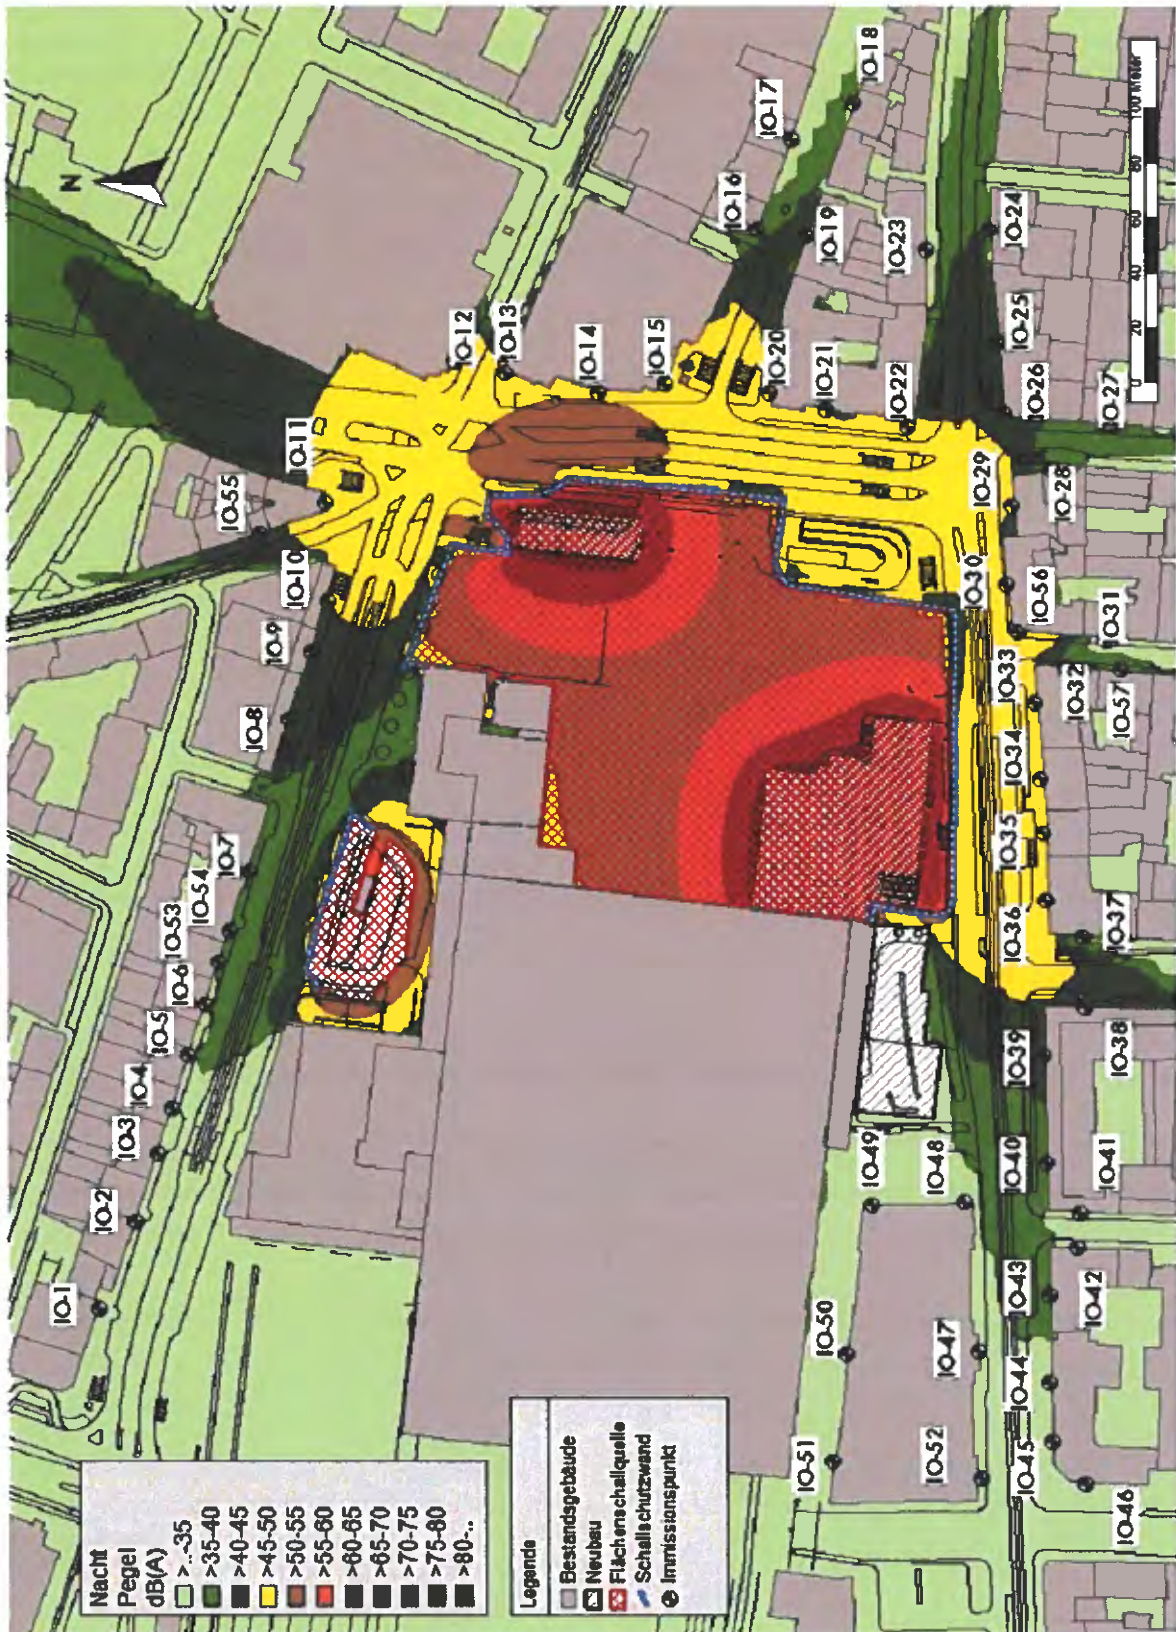 Nacht
Pegel
dB(A)
>..-35
>35-40
>40-45
>45-50
>50-55
>55-60
>60-65
>65-70
>70-75
>75-80
>80-..
Legende
Bestandsgebäude
Neubau
Flächenschallquelle
Schallschutzwand
Immissionspunkt
N
0 20 40 60 80 100 Meter
IO-1
IO-2
IO-3
IO-4
IO-5
IO-6
IO-53
IO-54
IO-7
IO-8
IO-9
IO-10
IO-55
IO-11
IO-12
IO-13
IO-14
IO-15
IO-16
IO-17
IO-18
IO-19
IO-20
IO-21
IO-22
IO-23
IO-24
IO-25
IO-26
IO-27
IO-28
IO-29
IO-30
IO-56
IO-31
IO-32
IO-57
IO-33
IO-34
IO-35
IO-36
IO-37
IO-38
IO-39
IO-40
IO-41
IO-42
IO-43
IO-44
IO-45
IO-46
IO-47
IO-48
IO-49
IO-50
IO-51
IO-52